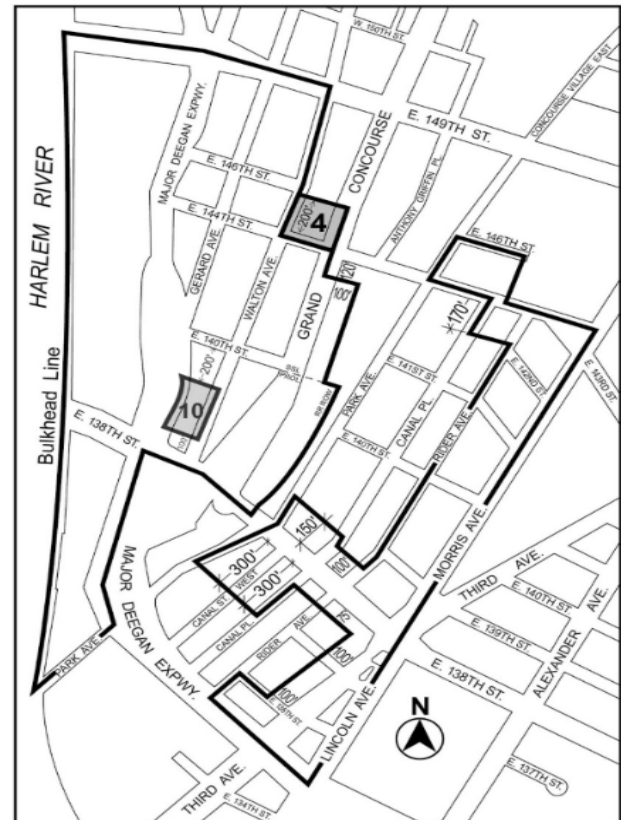 W. 150TH ST.
CONCOURSE VILLAGE EAST
E. 149TH ST.
CONCOURSE
MAJOR DEEGAN EXPWY.
HARLEM RIVER
Bulkhead Line
E. 146TH ST.
ANTHONY GRIFFIN PL.
200'
4
E. 144TH ST.
E. 146TH ST.
GERARD AVE.
WALTON AVE.
GRAND
120'
100'
170'
E. 140TH ST.
200'
PARK AVE.
E. 141ST ST.
E. 142ND ST.
E. 143RD ST.
CANAL PL.
RIDER AVE.
RR ROW
10
100'
E. 138TH ST.
E. 140TH ST.
MORRIS AVE.
150'
100'
THIRD AVE.
300'
300'
CANAL ST. WEST
CANAL PL.
RIDER AVE.
100'
100'
E. 140TH ST.
E. 139TH ST.
E. 138TH ST.
ALEXANDER AVE.
MAJOR DEEGAN EXPWY.
PARK AVE.
LINCOLN AVE.
N
E. 137TH ST.
THIRD AVE.
E. 134TH ST.